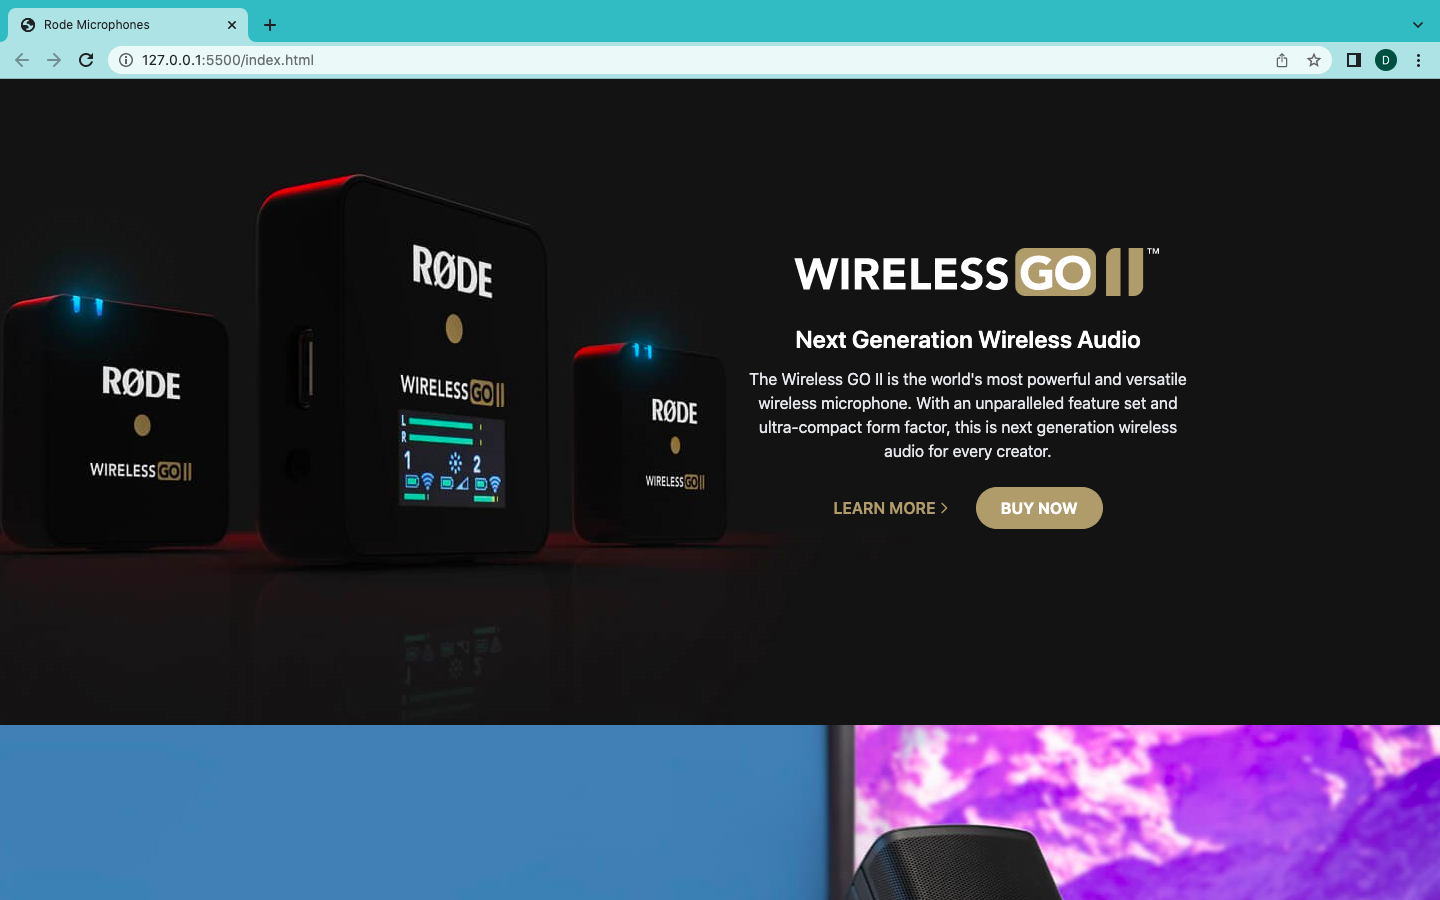 Rode Microphones
127.0.0.1:5500/index.html
D
RØDE
WIRELESS GO II
RØDE
WIRELESS GO II
L
R
1 2
RØDE
WIRELESS GO II
WIRELESS GO II™
Next Generation Wireless Audio
The Wireless GO II is the world's most powerful and versatile
wireless microphone. With an unparalleled feature set and
ultra-compact form factor, this is next generation wireless
audio for every creator.
LEARN MORE >
BUY NOW